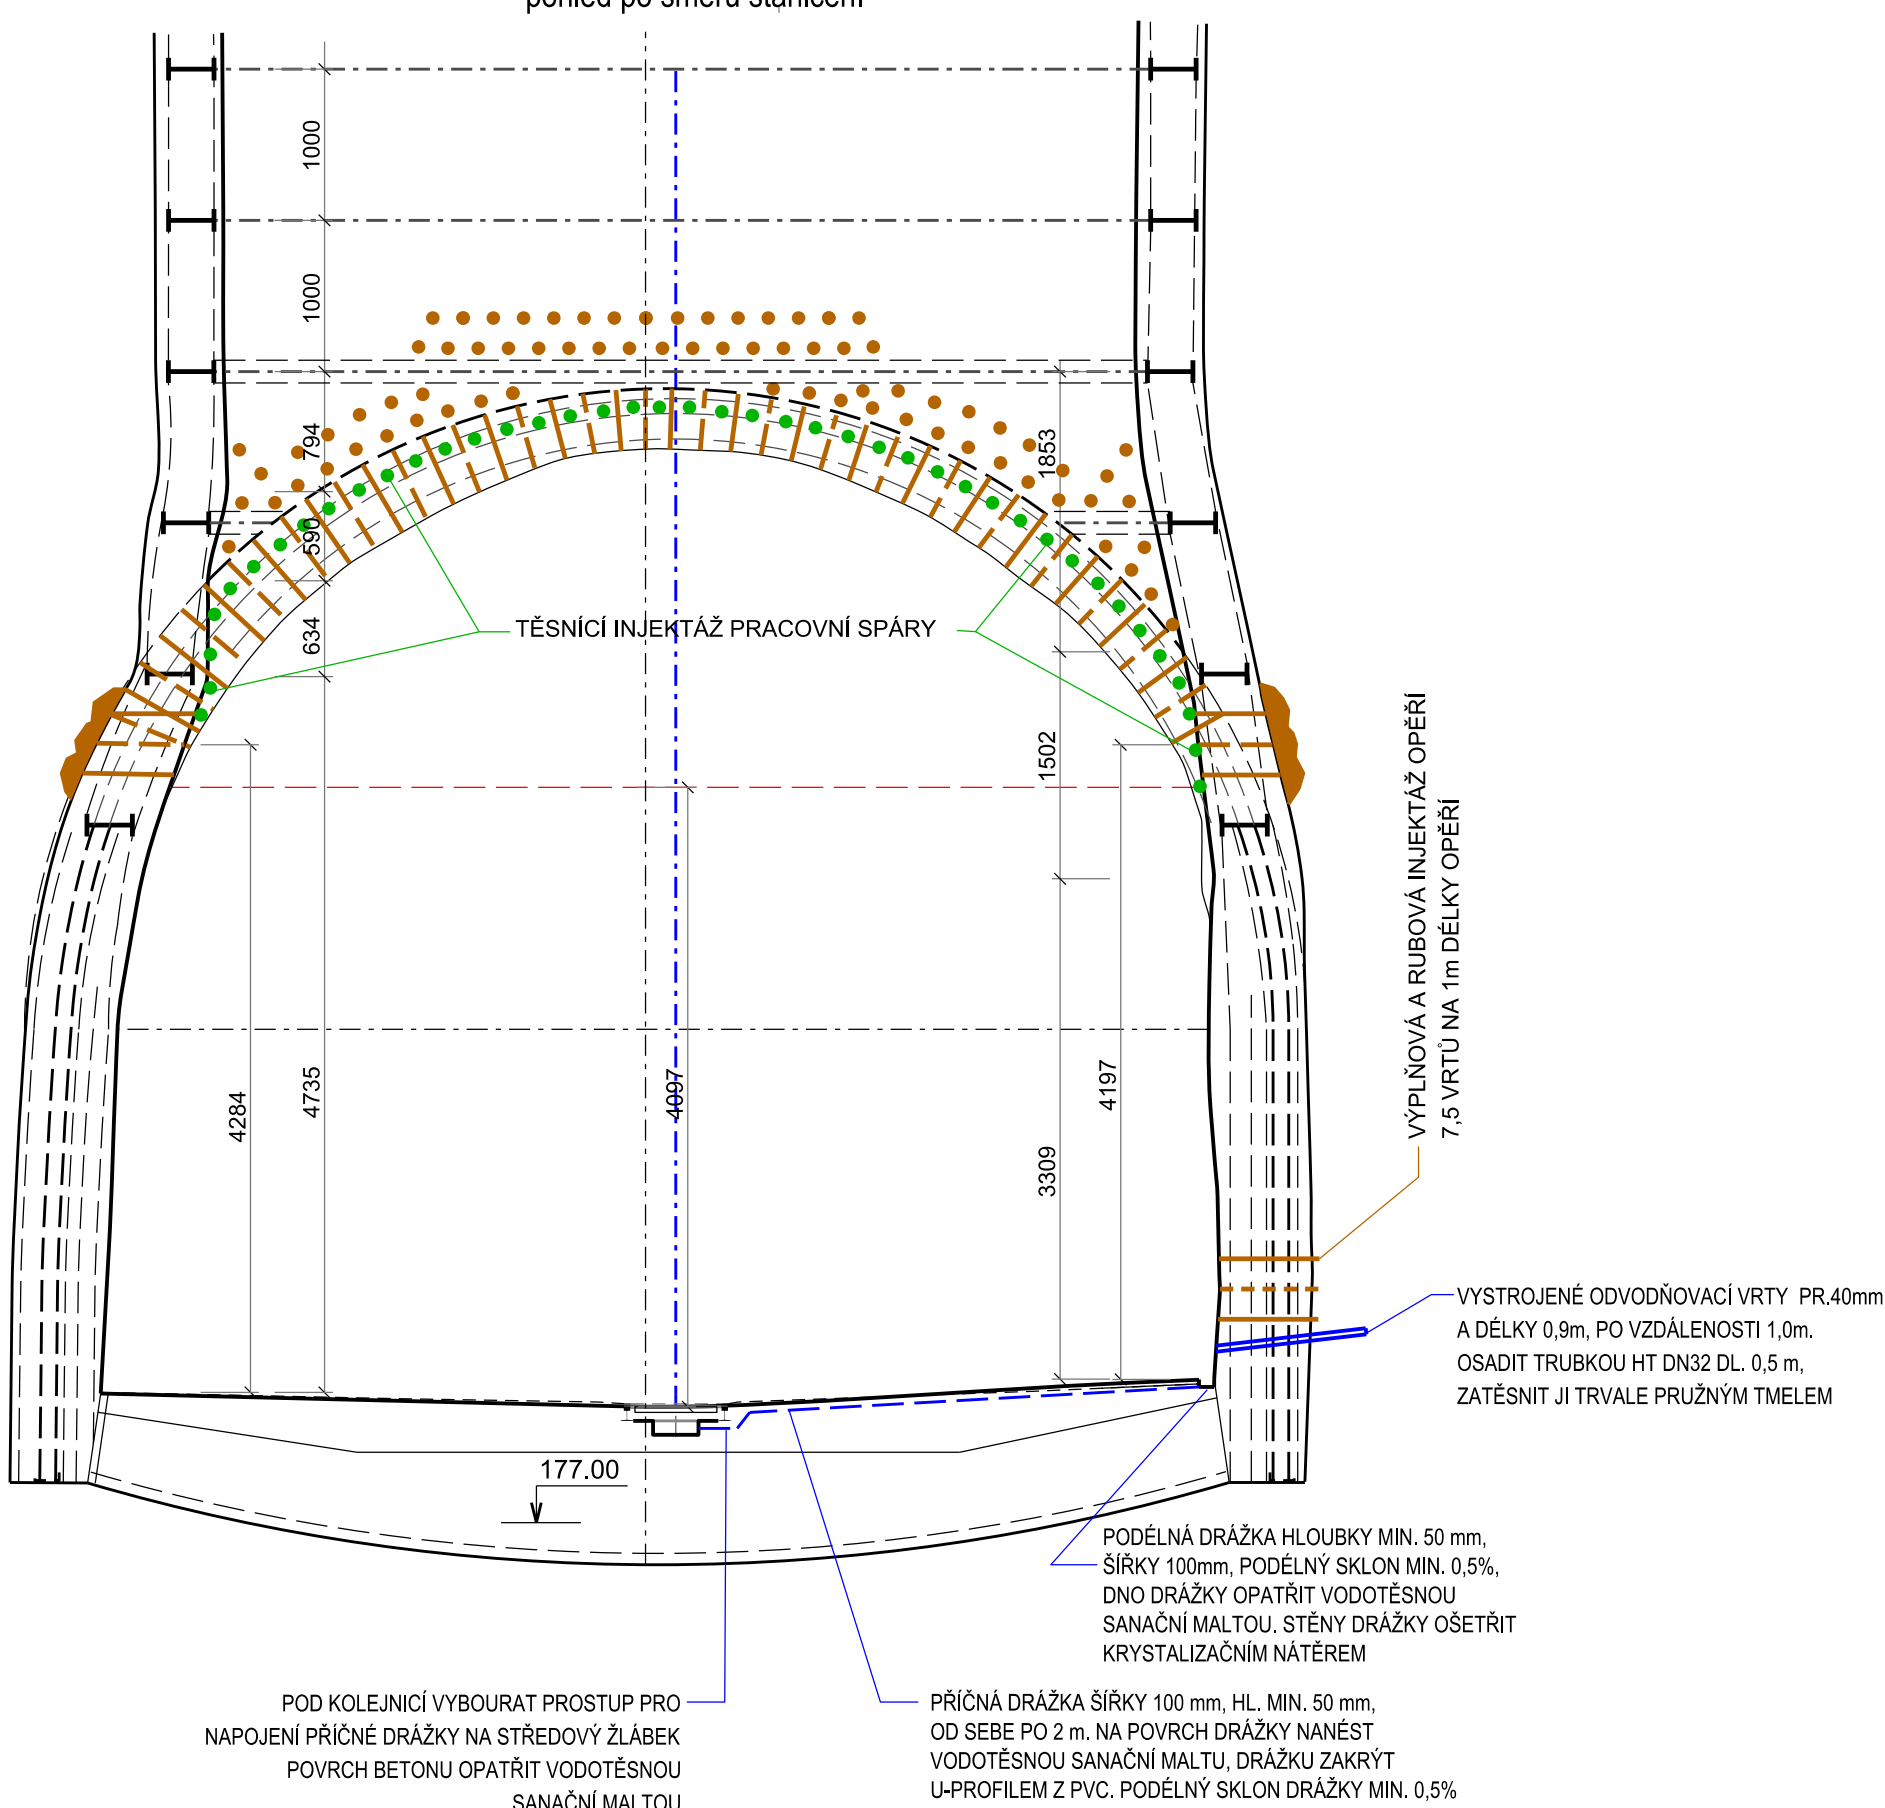 pohled po směru staničení
1000
1000
794
590
634
1853
1502
TĚSNÍCÍ INJEKTÁŽ PRACOVNÍ SPÁRY
4284
4735
4097
4197
3309
VÝPLŇOVÁ A RUBOVÁ INJEKTÁŽ OPĚŘÍ
7,5 VRTŮ NA 1m DÉLKY OPĚŘÍ
VYSTROJENÉ ODVODŇOVACÍ VRTY PR.40mm
A DÉLKY 0,9m, PO VZDÁLENOSTI 1,0m.
OSADIT TRUBKOU HT DN32 DL. 0,5 m,
ZATĚSNIT JI TRVALE PRUŽNÝM TMELEM
177.00
PODÉLNÁ DRÁŽKA HLOUBKY MIN. 50 mm,
ŠÍŘKY 100mm, PODÉLNÝ SKLON MIN. 0,5%,
DNO DRÁŽKY OPATŘIT VODOTĚSNOU
SANAČNÍ MALTOU. STĚNY DRÁŽKY OŠETŘIT
KRYSTALIZAČNÍM NÁTĚREM
POD KOLEJNICÍ VYBOURAT PROSTUP PRO
NAPOJENÍ PŘÍČNÉ DRÁŽKY NA STŘEDOVÝ ŽLÁBEK
POVRCH BETONU OPATŘIT VODOTĚSNOU
SANAČNÍ MALTOU
PŘÍČNÁ DRÁŽKA ŠÍŘKY 100 mm, HL. MIN. 50 mm,
OD SEBE PO 2 m. NA POVRCH DRÁŽKY NANÉST
VODOTĚSNOU SANAČNÍ MALTU, DRÁŽKU ZAKRÝT
U-PROFILEM Z PVC. PODÉLNÝ SKLON DRÁŽKY MIN. 0,5%